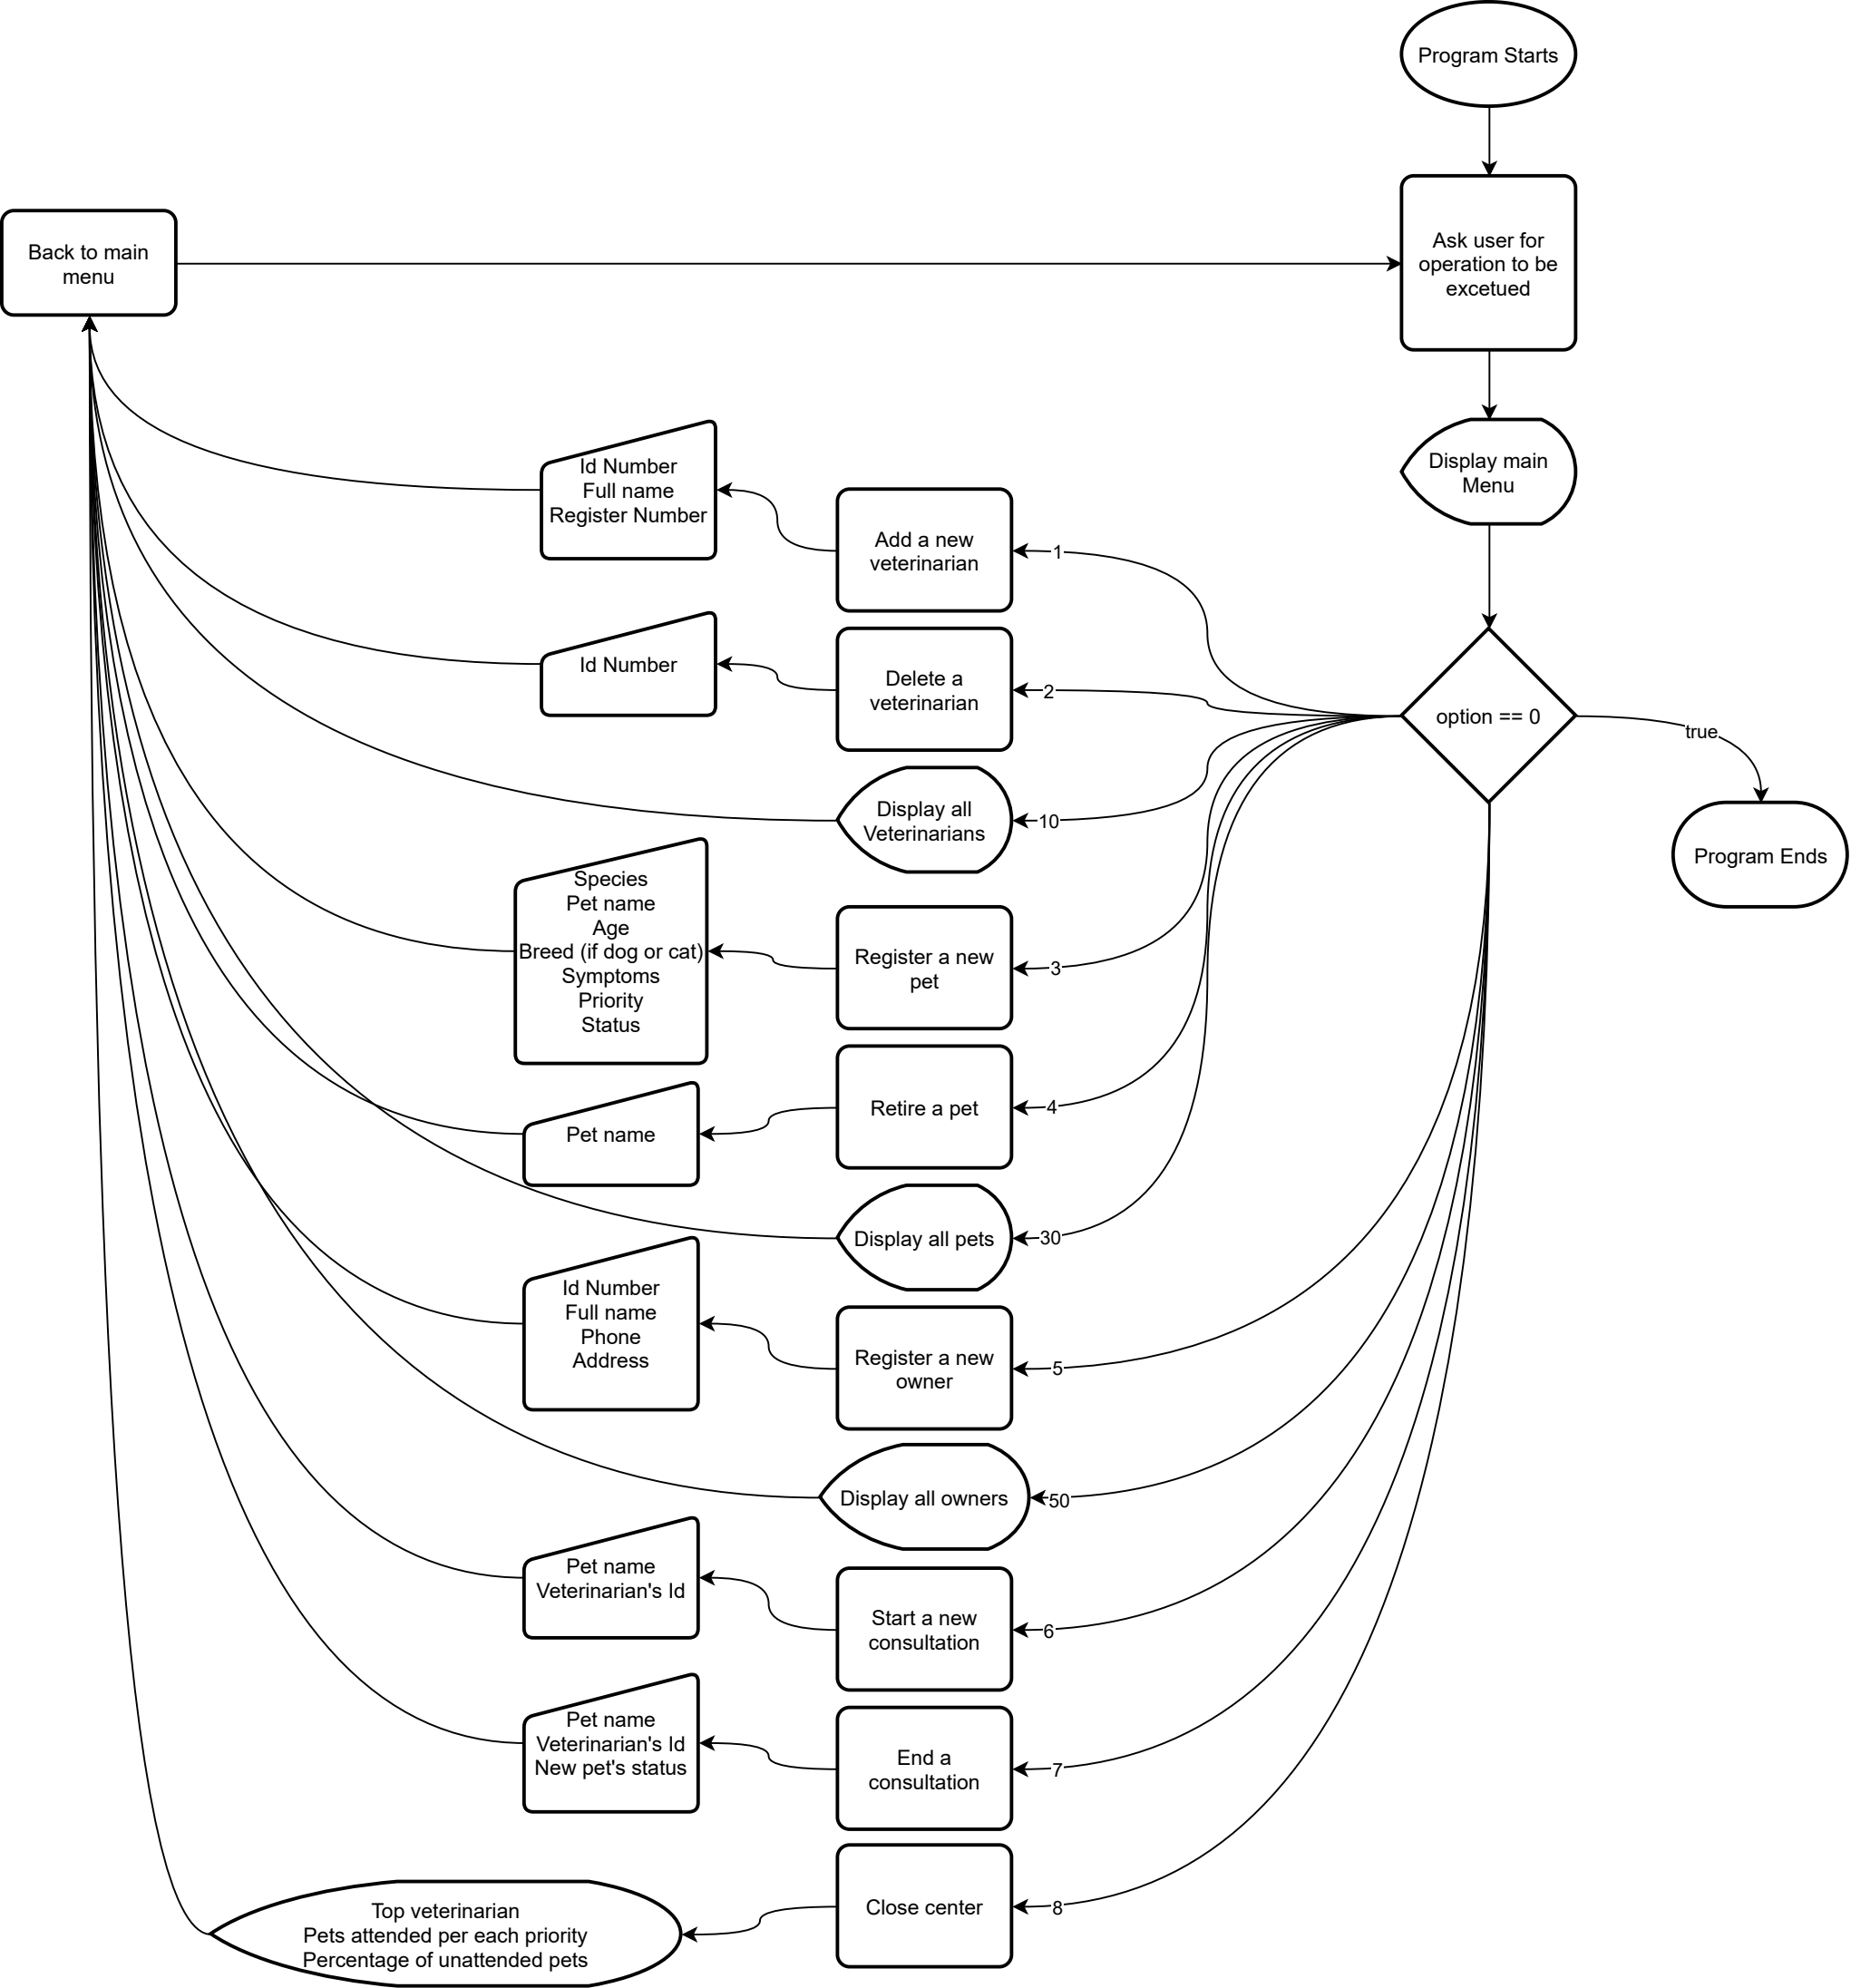 Program Starts
Back to main
menu
Ask user for
operation to be
excetued
Display main
Menu
Id Number
Full name
Register Number
Add a new
veterinarian
1
Id Number
Delete a
veterinarian
2
option == 0
true
Display all
Veterinarians
10
Program Ends
Species
Pet name
Age
Breed (if dog or cat)
Symptoms
Priority
Status
Register a new
pet
3
Pet name
Retire a pet
4
Display all pets
30
Id Number
Full name
Phone
Address
Register a new
owner
5
Display all owners
50
Pet name
Veterinarian's Id
Start a new
consultation
6
Pet name
Veterinarian's Id
New pet's status
End a
consultation
7
Top veterinarian
Pets attended per each priority
Percentage of unattended pets
Close center
8